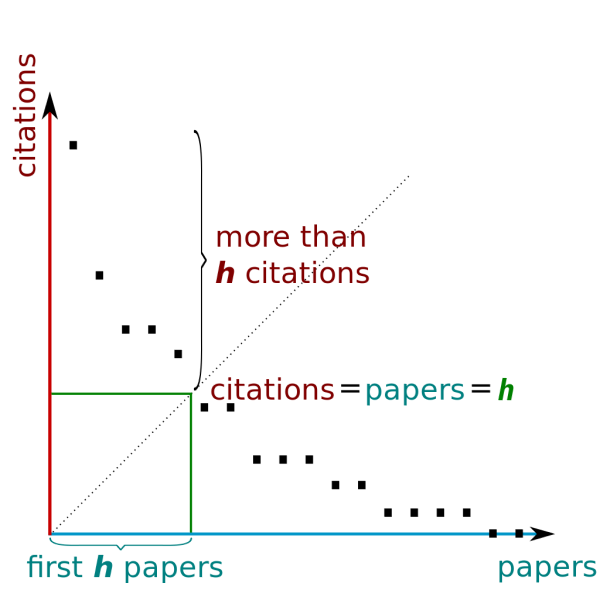 citations
more than
h citations
citations=papers=h
first h papers
papers